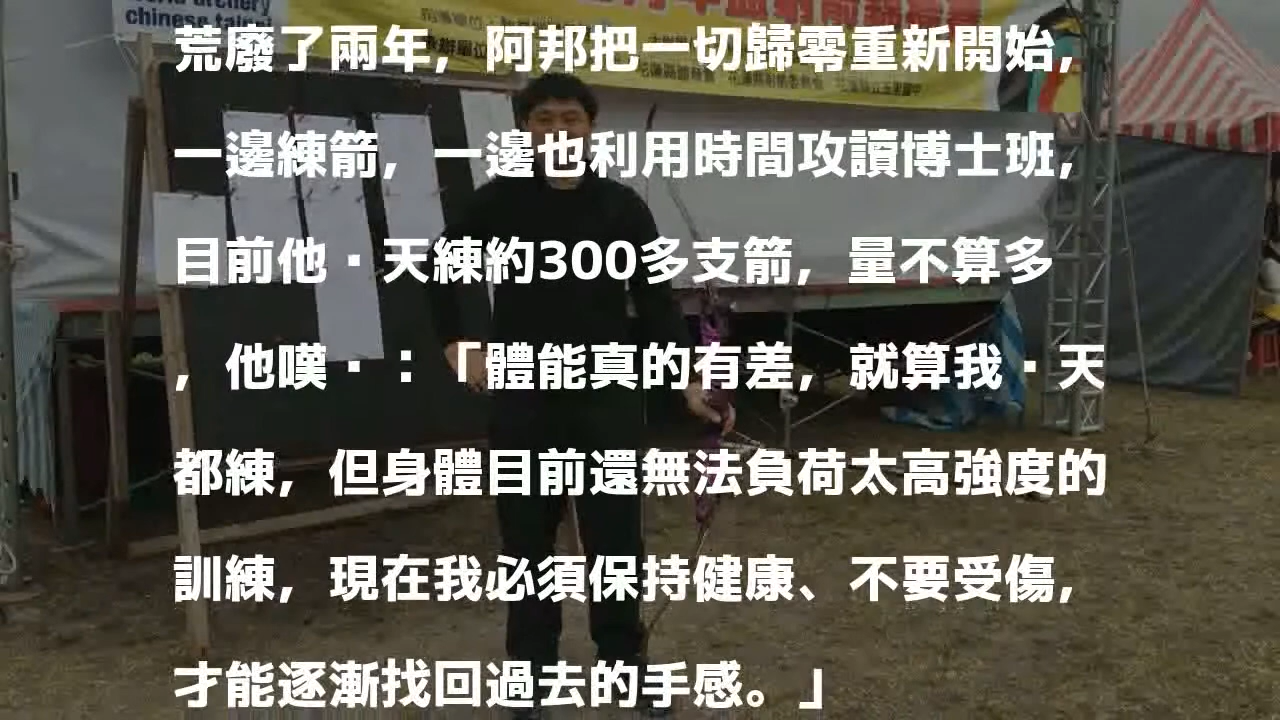 world archery
chinese taipei
荒廢了兩年，阿邦把一切歸零重新開始，
一邊練箭，一邊也利用時間攻讀博士班，
目前他▪天練約300多支箭，量不算多
，他嘆▪：「體能真的有差，就算我▪天
都練，但身體目前還無法負荷太高強度的
訓練，現在我必須保持健康、不要受傷，
才能逐漸找回過去的手感。」